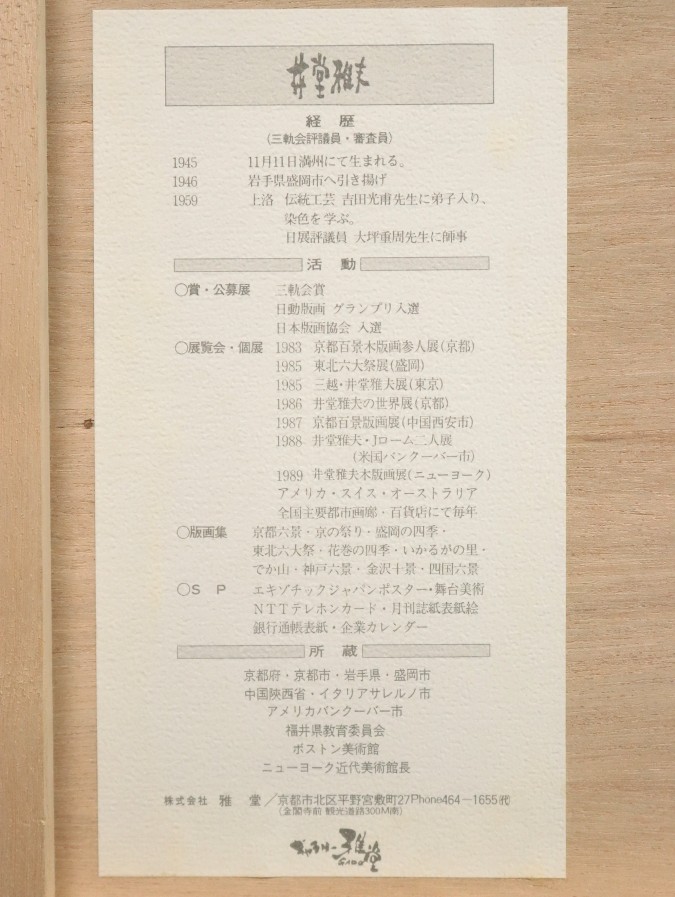 井堂雅夫
経 歴
(三軌会評議員・審査員)
1945 11月11日満州にて生まれる。
1946 岩手県盛岡市へ引き揚げ
1959 上洛 伝統工芸 吉田光甫先生に弟子入り、
染色を学ぶ。
日展評議員 大坪重周先生に師事
活 動
○賞・公募展 三軌会賞
日動版画 グランプリ入選
日本版画協会 入選
○展覧会・個展 1983 京都百景木版画参人展(京都)
1985 東北六大祭展(盛岡)
1985 三越・井堂雅夫展(東京)
1986 井堂雅夫の世界展(京都)
1987 京都百景版画展(中国西安市)
1988 井堂雅夫・Jローム二人展
(米国バンクーバー市)
1989 井堂雅夫木版画展(ニューヨーク)
アメリカ・スイス・オーストラリア
全国主要都市画廊・百貨店にて毎年
○版画集 京都六景・京の祭り・盛岡の四季・
東北六大祭・花巻の四季・いかるがの里・
でか山・神戸六景・金沢十景・四国六景
○S P エキゾチックジャパンポスター・舞台美術
NTTテレホンカード・月刊誌紙表紙絵
銀行通帳表紙・企業カレンダー
所 蔵
京都府・京都市・岩手県・盛岡市
中国陝西省・イタリアサレルノ市
アメリカバンクーバー市
福井県教育委員会
ボストン美術館
ニューヨーク近代美術館長
株式会社 雅 堂/京都市北区平野宮敷町27Phone464-1655㈹
(金閣寺前 観光道路300M南)
ギャラリー雅堂